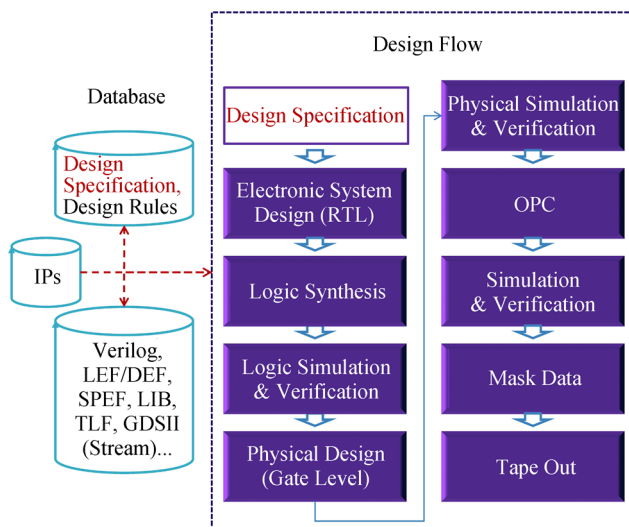 Design Flow
Database
Design
Specification,
Design Rules
IPs
Verilog,
LEF/DEF,
SPEF, LIB,
TLF, GDSII
(Stream)...
Design Specification
Electronic System
Design (RTL)
Logic Synthesis
Logic Simulation
& Verification
Physical Design
(Gate Level)
Physical Simulation
& Verification
OPC
Simulation
& Verification
Mask Data
Tape Out